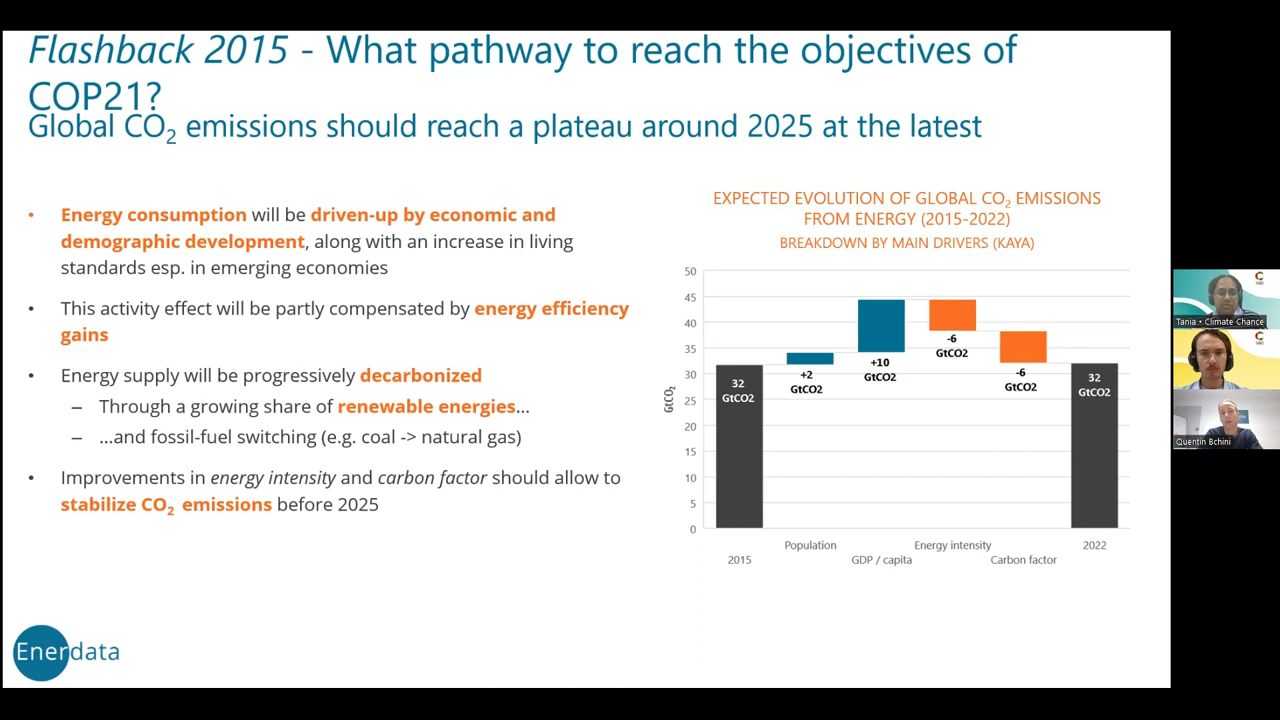 Flashback 2015 - What pathway to reach the objectives of
COP21?
Global CO₂ emissions should reach a plateau around 2025 at the latest
• Energy consumption will be driven-up by economic and
demographic development, along with an increase in living
standards esp. in emerging economies
• This activity effect will be partly compensated by energy efficiency
gains
• Energy supply will be progressively decarbonized
– Through a growing share of renewable energies…
– …and fossil-fuel switching (e.g. coal -> natural gas)
• Improvements in energy intensity and carbon factor should allow to
stabilize CO₂ emissions before 2025
EXPECTED EVOLUTION OF GLOBAL CO₂ EMISSIONS
FROM ENERGY (2015-2022)
BREAKDOWN BY MAIN DRIVERS (KAYA)
GtCO₂
50
45
40
35
30
25
20
15
10
5
0
32
GtCO2
+2
GtCO2
+10
GtCO2
-6
GtCO2
-6
GtCO2
32
GtCO2
2015
Population
GDP / capita
Energy intensity
Carbon factor
2022
Tania • Climate Chance
Quentin Bchini
Enerdata